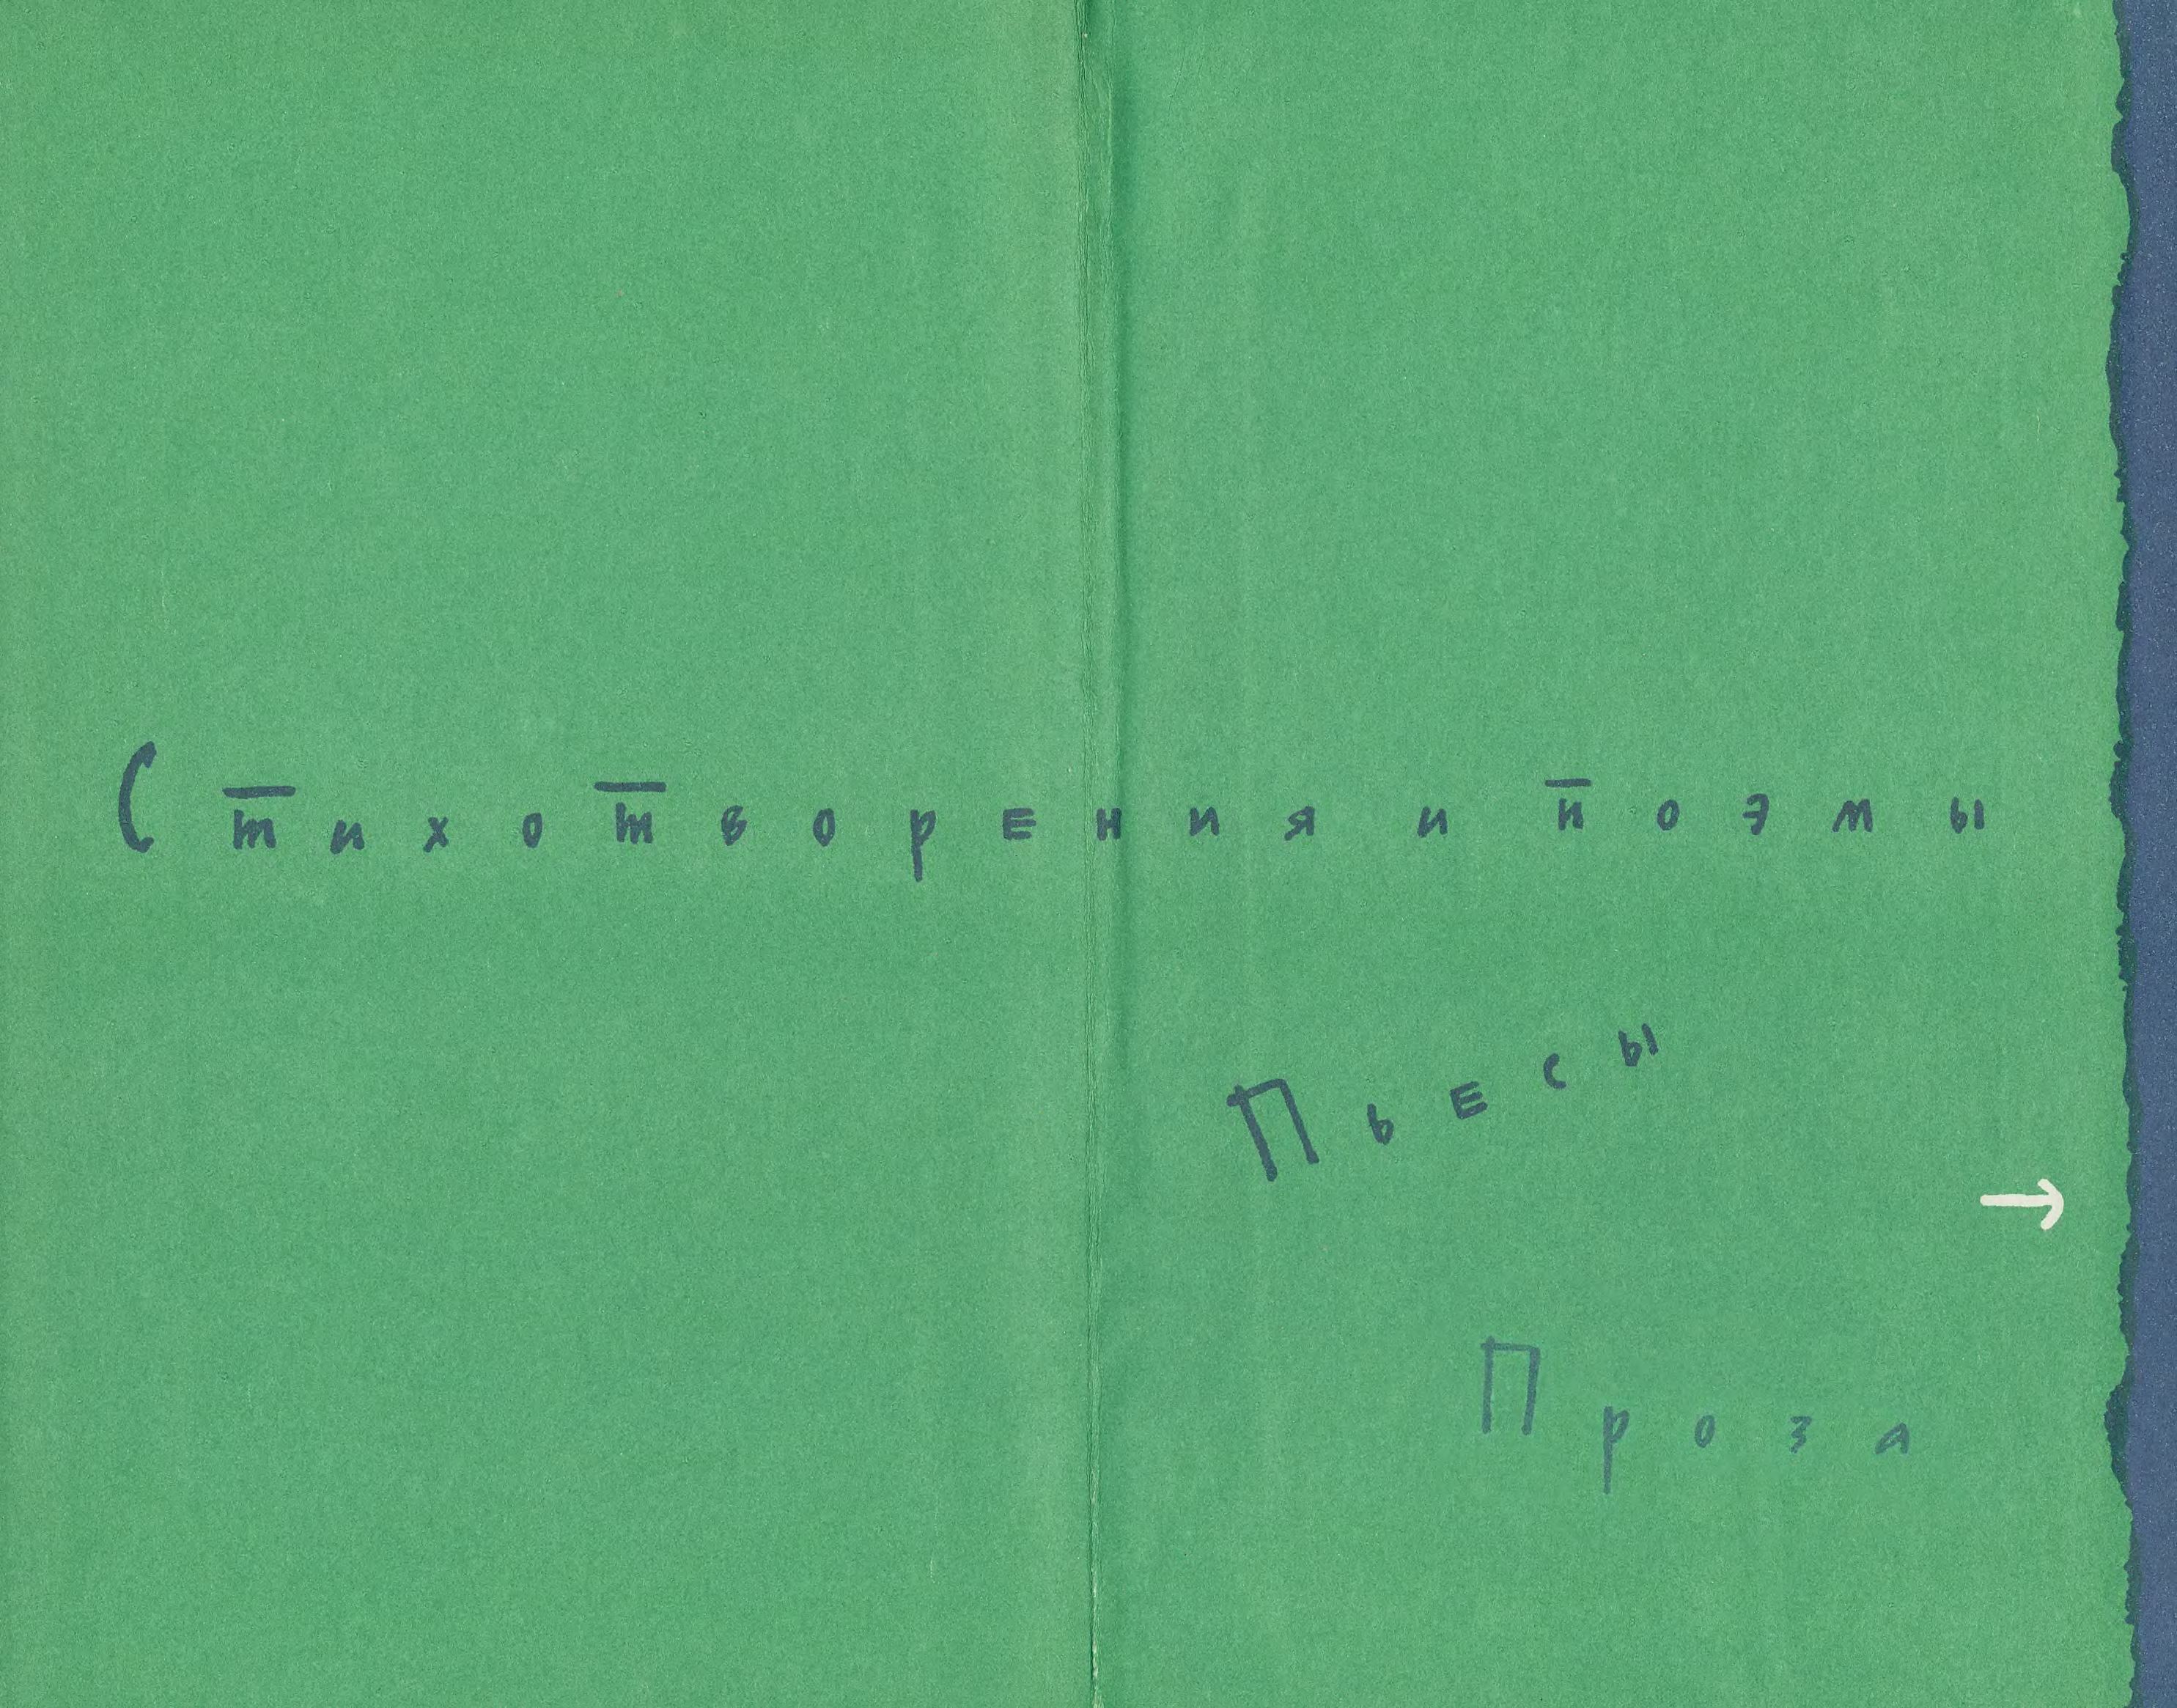 Стихотворения и поэмы
Пьесы
Проза